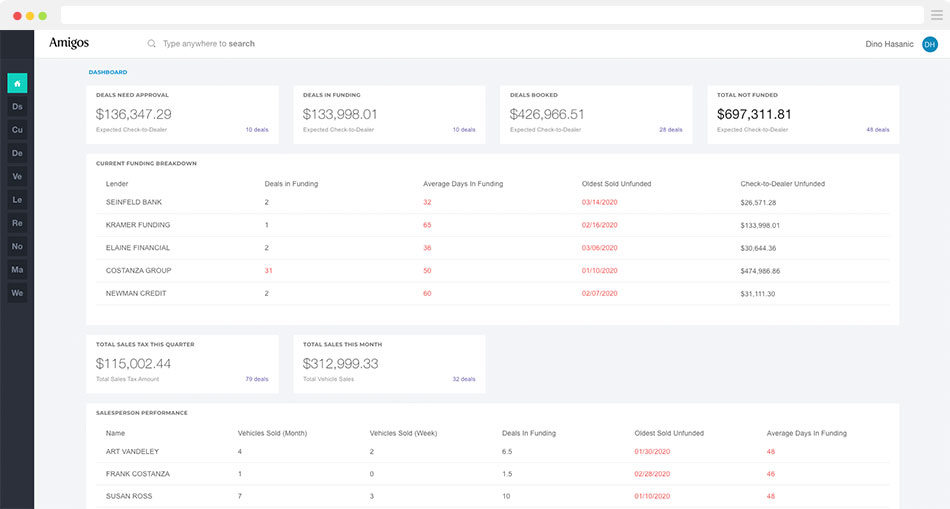 Amigos
Type anywhere to search
Dino Hasanic
DH
Ds
Cu
De
Ve
Le
Re
No
Ma
We
DASHBOARD
DEALS NEED APPROVAL
$136,347.29
Expected Check-to-Dealer 10 deals
DEALS IN FUNDING
$133,998.01
Expected Check-to-Dealer 10 deals
DEALS BOOKED
$426,966.51
Expected Check-to-Dealer 28 deals
TOTAL NOT FUNDED
$697,311.81
Expected Check-to-Dealer 48 deals
CURRENT FUNDING BREAKDOWN
Lender Deals in Funding Average Days In Funding Oldest Sold Unfunded Check-to-Dealer Unfunded
SEINFELD BANK 2 32 03/14/2020 $26,571.28
KRAMER FUNDING 1 65 02/16/2020 $133,998.01
ELAINE FINANCIAL 2 36 03/06/2020 $30,644.36
COSTANZA GROUP 31 50 01/10/2020 $474,986.86
NEWMAN CREDIT 2 60 02/07/2020 $31,111.30
TOTAL SALES TAX THIS QUARTER
$115,002.44
Total Sales Tax Amount 79 deals
TOTAL SALES THIS MONTH
$312,999.33
Total Vehicle Sales 32 deals
SALESPERSON PERFORMANCE
Name Vehicles Sold (Month) Vehicles Sold (Week) Deals In Funding Oldest Sold Unfunded Average Days In Funding
ART VANDELEY 4 2 6.5 01/30/2020 48
FRANK COSTANZA 1 0 1.5 02/28/2020 46
SUSAN ROSS 7 3 10 01/10/2020 48